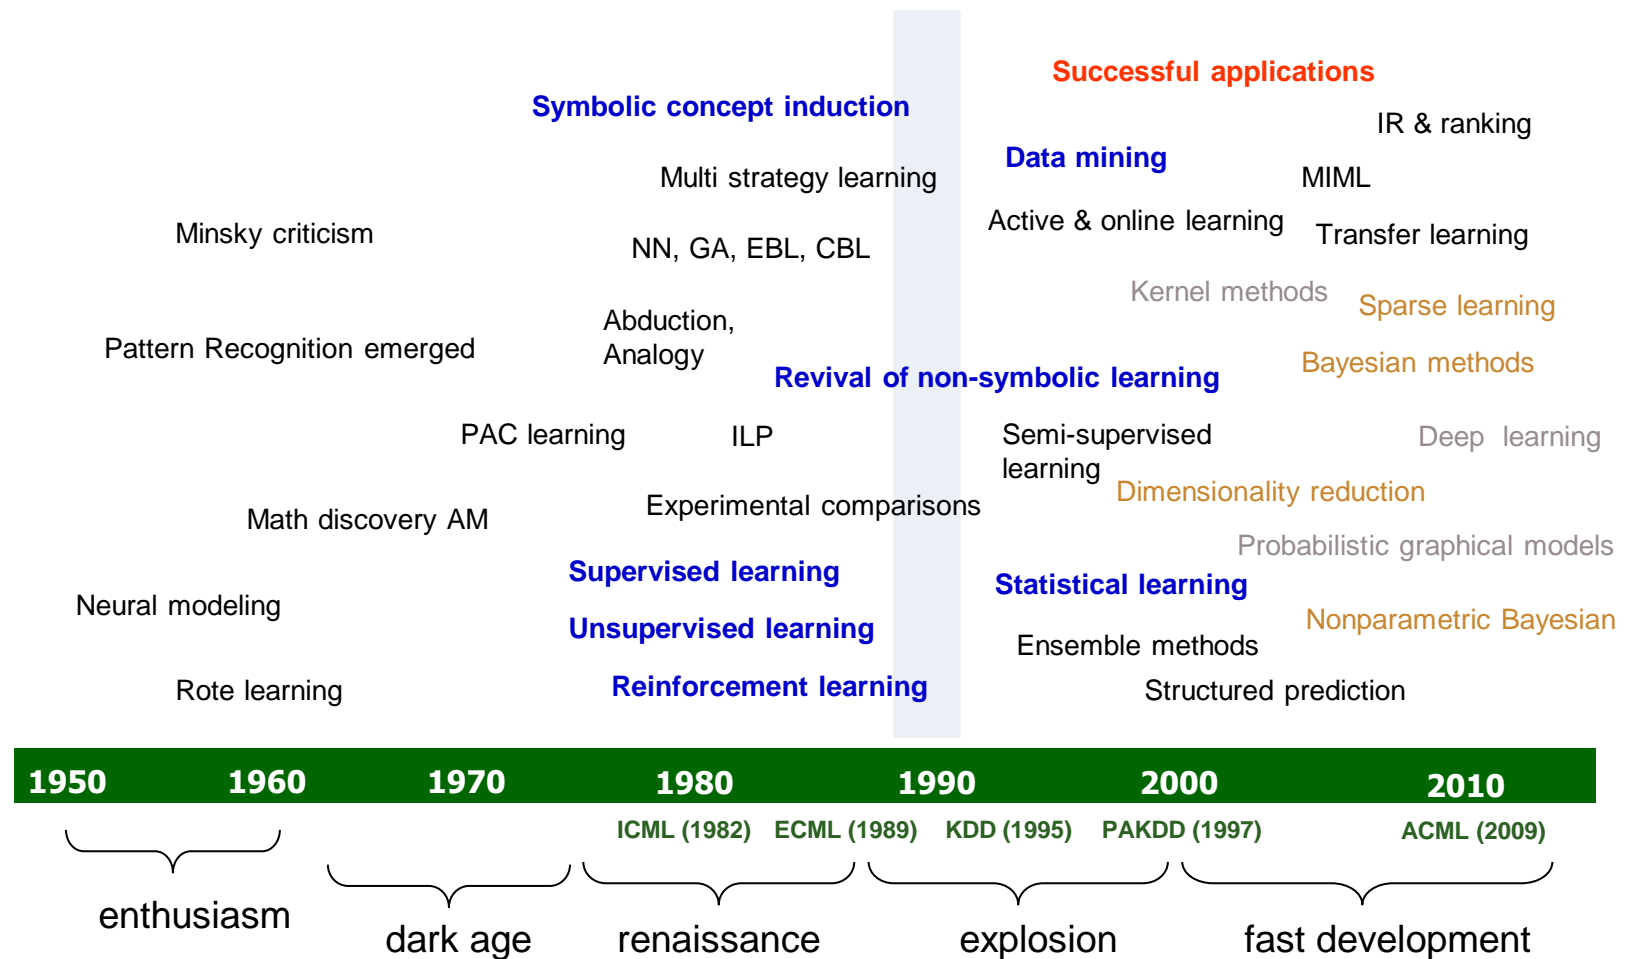 Successful applications
Symbolic concept induction
IR & ranking
Data mining
Multi strategy learning
MIML
Active & online learning
Minsky criticism
Transfer learning
NN, GA, EBL, CBL
Kernel methods
Sparse learning
Abduction,
Analogy
Pattern Recognition emerged
Bayesian methods
Revival of non-symbolic learning
PAC learning
ILP
Semi-supervised
learning
Deep learning
Dimensionality reduction
Experimental comparisons
Math discovery AM
Probabilistic graphical models
Supervised learning
Statistical learning
Neural modeling
Nonparametric Bayesian
Unsupervised learning
Ensemble methods
Rote learning
Reinforcement learning
Structured prediction
1950 1960 1970 1980 1990 2000 2010
ICML (1982) ECML (1989) KDD (1995) PAKDD (1997) ACML (2009)
enthusiasm
dark age renaissance explosion fast development